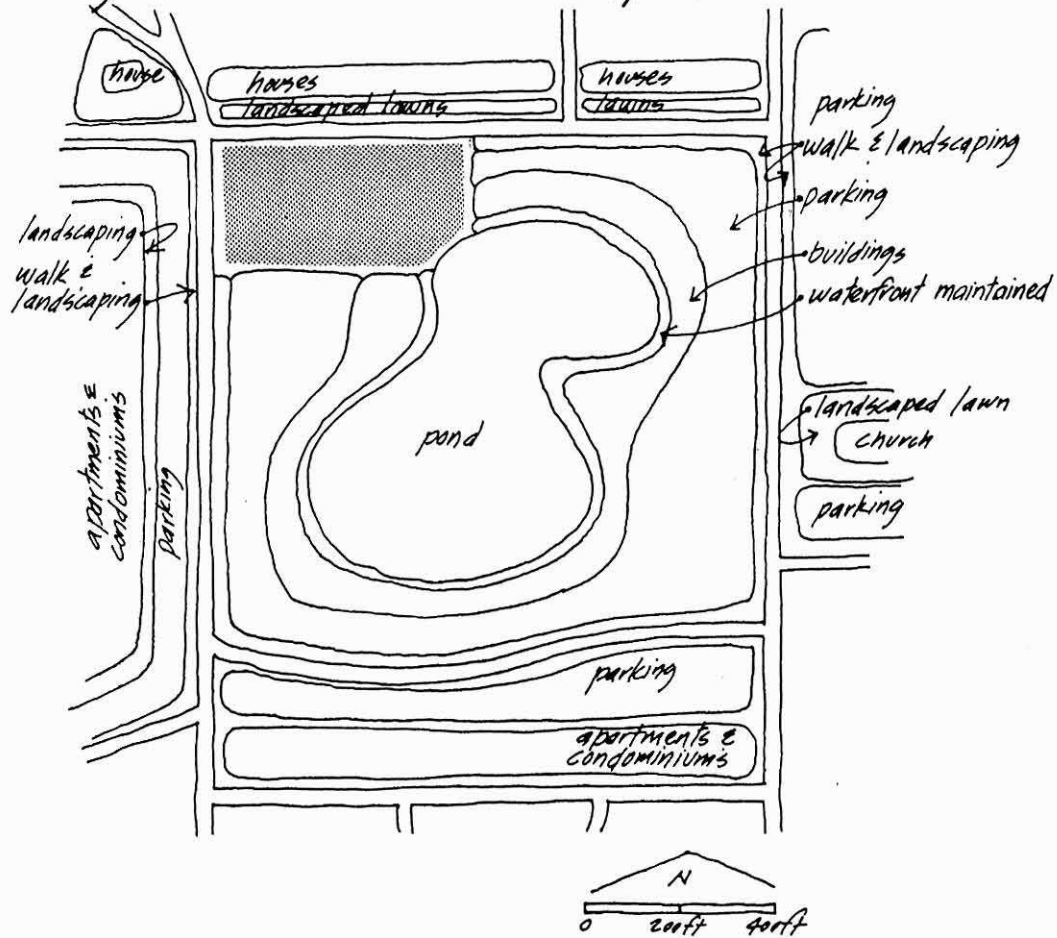 house
houses
landscaped lawns
houses
lawns
parking
walk & landscaping
parking
buildings
waterfront maintained
landscaping
walk &
landscaping
apartments &
condominiums
parking
pond
landscaped lawn
church
parking
parking
apartments &
condominiums
N
0 200ft 400ft